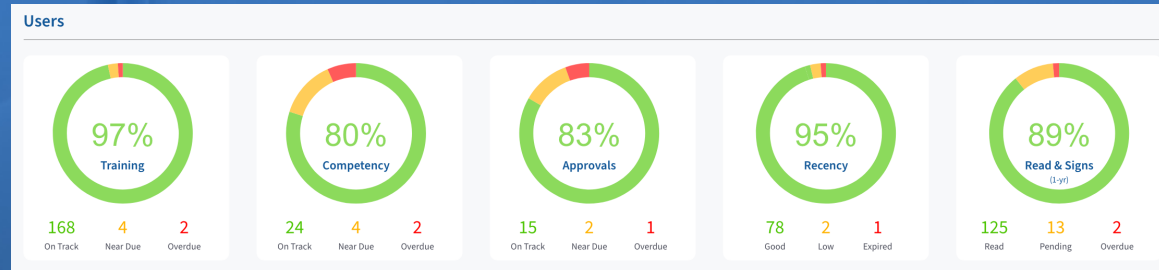 Users
97%
Training
168 4 2
On Track Near Due Overdue
80%
Competency
24 4 2
On Track Near Due Overdue
83%
Approvals
15 2 1
On Track Near Due Overdue
95%
Recency
78 2 1
Good Low Expired
89%
Read & Signs
(1-yr)
125 13 2
Read Pending Overdue